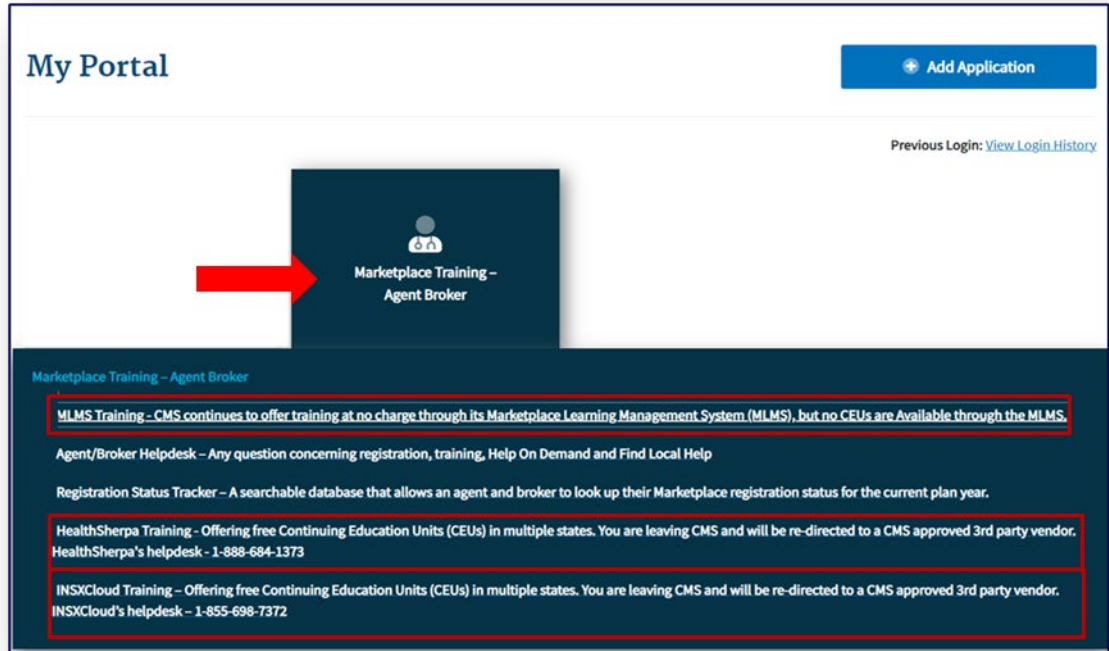 My Portal
Add Application
Previous Login: View Login History
Marketplace Training –
Agent Broker
Marketplace Training – Agent Broker
MLMS Training - CMS continues to offer training at no charge through its Marketplace Learning Management System (MLMS), but no CEUs are Available through the MLMS.
Agent/Broker Helpdesk – Any question concerning registration, training, Help On Demand and Find Local Help
Registration Status Tracker – A searchable database that allows an agent and broker to look up their Marketplace registration status for the current plan year.
HealthSherpa Training - Offering free Continuing Education Units (CEUs) in multiple states. You are leaving CMS and will be re-directed to a CMS approved 3rd party vendor.
HealthSherpa's helpdesk - 1-888-684-1373
INSXCloud Training – Offering free Continuing Education Units (CEUs) in multiple states. You are leaving CMS and will be re-directed to a CMS approved 3rd party vendor.
INSXCloud's helpdesk – 1-855-698-7372